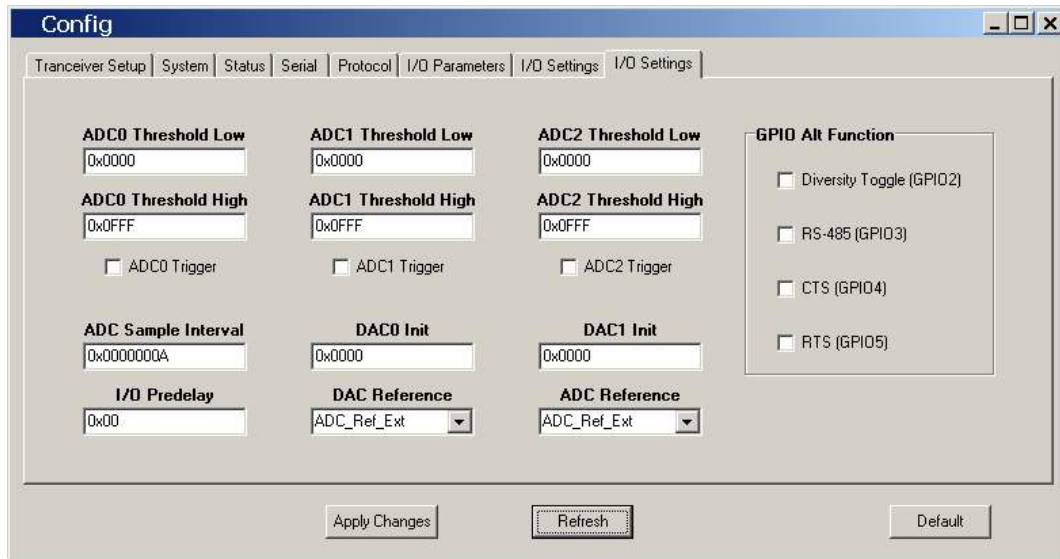 Config
Tranceiver Setup System Status Serial Protocol I/O Parameters I/O Settings I/O Settings
ADC0 Threshold Low ADC1 Threshold Low ADC2 Threshold Low GPIO Alt Function
0x0000 0x0000 0x0000
Diversity Toggle (GPIO2)
ADC0 Threshold High ADC1 Threshold High ADC2 Threshold High
0x0FFF 0x0FFF 0x0FFF
RS-485 (GPIO3)
ADC0 Trigger ADC1 Trigger ADC2 Trigger
CTS (GPIO4)
ADC Sample Interval DAC0 Init DAC1 Init
0x0000000A 0x0000 0x0000
RTS (GPIO5)
I/O Predelay DAC Reference ADC Reference
0x00 ADC_Ref_Ext ADC_Ref_Ext
Apply Changes Refresh Default